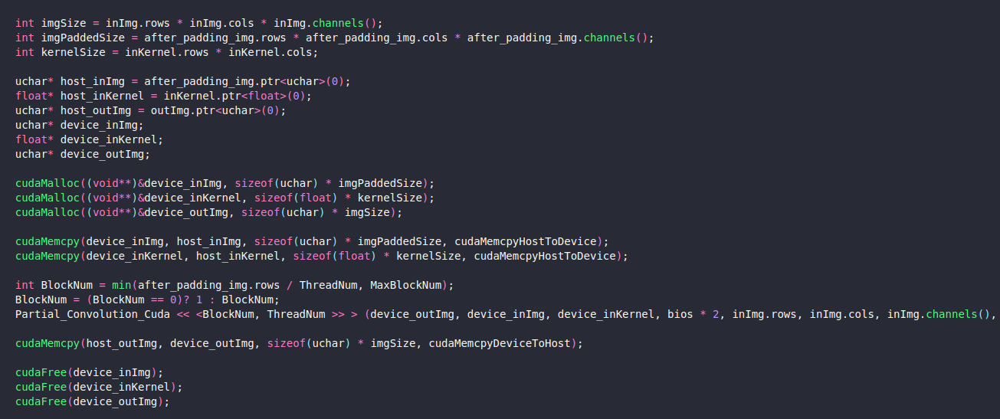 int imgSize = inImg.rows * inImg.cols * inImg.channels();
int imgPaddedSize = after_padding_img.rows * after_padding_img.cols * after_padding_img.channels();
int kernelSize = inKernel.rows * inKernel.cols;
uchar* host_inImg = after_padding_img.ptr<uchar>(0);
float* host_inKernel = inKernel.ptr<float>(0);
uchar* host_outImg = outImg.ptr<uchar>(0);
uchar* device_inImg;
float* device_inKernel;
uchar* device_outImg;
cudaMalloc((void**)&device_inImg, sizeof(uchar) * imgPaddedSize);
cudaMalloc((void**)&device_inKernel, sizeof(float) * kernelSize);
cudaMalloc((void**)&device_outImg, sizeof(uchar) * imgSize);
cudaMemcpy(device_inImg, host_inImg, sizeof(uchar) * imgPaddedSize, cudaMemcpyHostToDevice);
cudaMemcpy(device_inKernel, host_inKernel, sizeof(float) * kernelSize, cudaMemcpyHostToDevice);
int BlockNum = min(after_padding_img.rows / ThreadNum, MaxBlockNum);
BlockNum = (BlockNum == 0)? 1 : BlockNum;
Partial_Convolution_Cuda << <BlockNum, ThreadNum >> > (device_outImg, device_inImg, device_inKernel, bios * 2, inImg.rows, inImg.cols, inImg.channels(),
cudaMemcpy(host_outImg, device_outImg, sizeof(uchar) * imgSize, cudaMemcpyDeviceToHost);
cudaFree(device_inImg);
cudaFree(device_inKernel);
cudaFree(device_outImg);